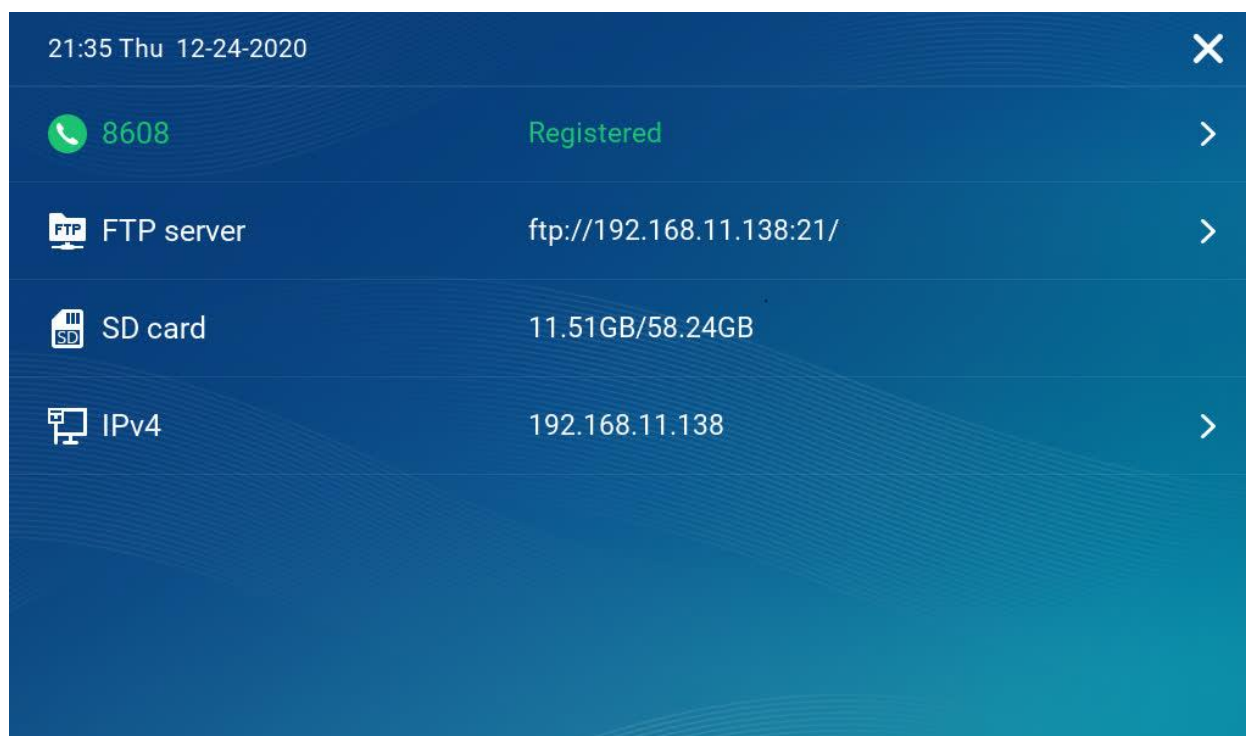 21:35 Thu 12-24-2020
8608 Registered
FTP FTP server ftp://192.168.11.138:21/
SD SD card 11.51GB/58.24GB
IPv4 192.168.11.138